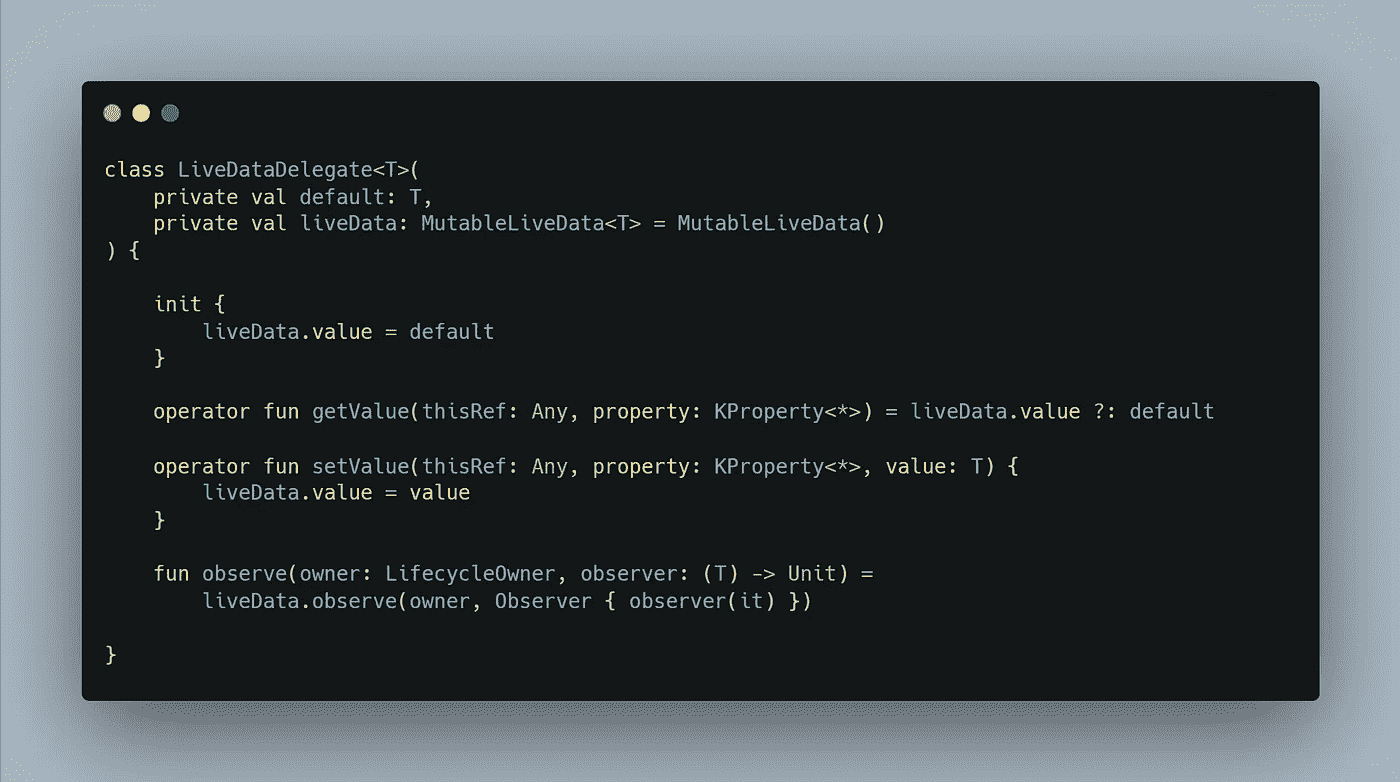 class LiveDataDelegate<T>(
    private val default: T,
    private val liveData: MutableLiveData<T> = MutableLiveData()
) {
    init {
        liveData.value = default
    }
    operator fun getValue(thisRef: Any, property: KProperty<*>) = liveData.value ?: default
    operator fun setValue(thisRef: Any, property: KProperty<*>, value: T) {
        liveData.value = value
    }
    fun observe(owner: LifecycleOwner, observer: (T) -> Unit) =
        liveData.observe(owner, Observer { observer(it) })
}